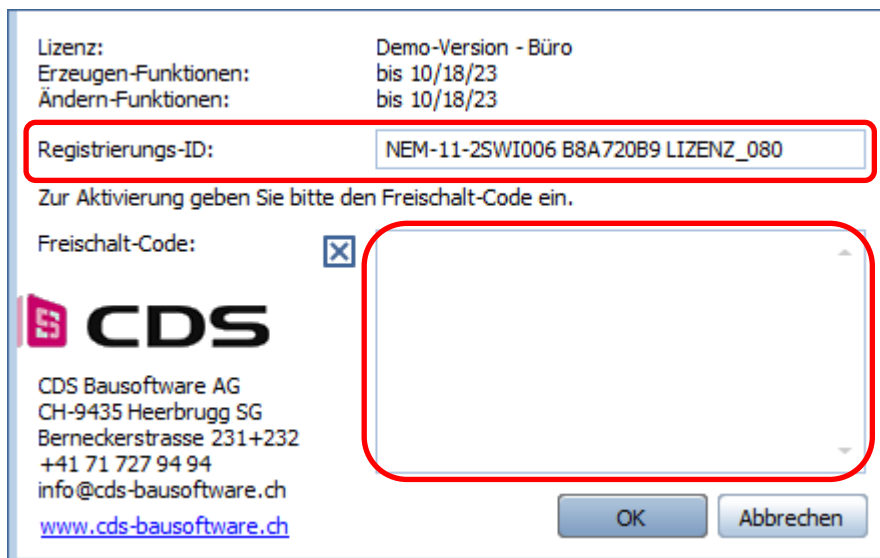 Lizenz: Demo-Version - Büro
Erzeugen-Funktionen: bis 10/18/23
Ändern-Funktionen: bis 10/18/23
Registrierungs-ID: NEM-11-2SWI006 B8A720B9 LIZENZ_080
Zur Aktivierung geben Sie bitte den Freischalt-Code ein.
Freischalt-Code:
CDS
CDS Bausoftware AG
CH-9435 Heerbrugg SG
Berneckerstrasse 231+232
+41 71 727 94 94
info@cds-bausoftware.ch
www.cds-bausoftware.ch
OK Abbrechen